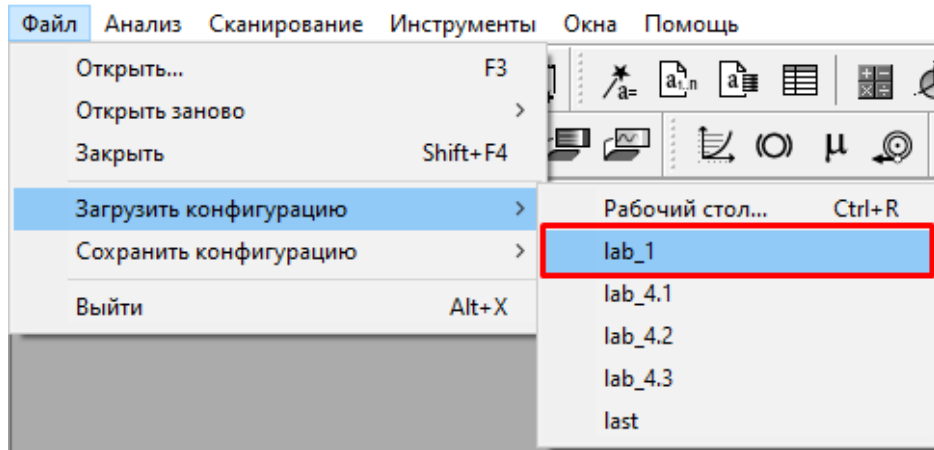 Файл Анализ Сканирование Инструменты Окна Помощь
Открыть... F3
Открыть заново
Закрыть Shift+F4
Загрузить конфигурацию
Сохранить конфигурацию
Выйти Alt+X
Рабочий стол... Ctrl+R
lab_1
lab_4.1
lab_4.2
lab_4.3
last
a=
a1..n
a
μ